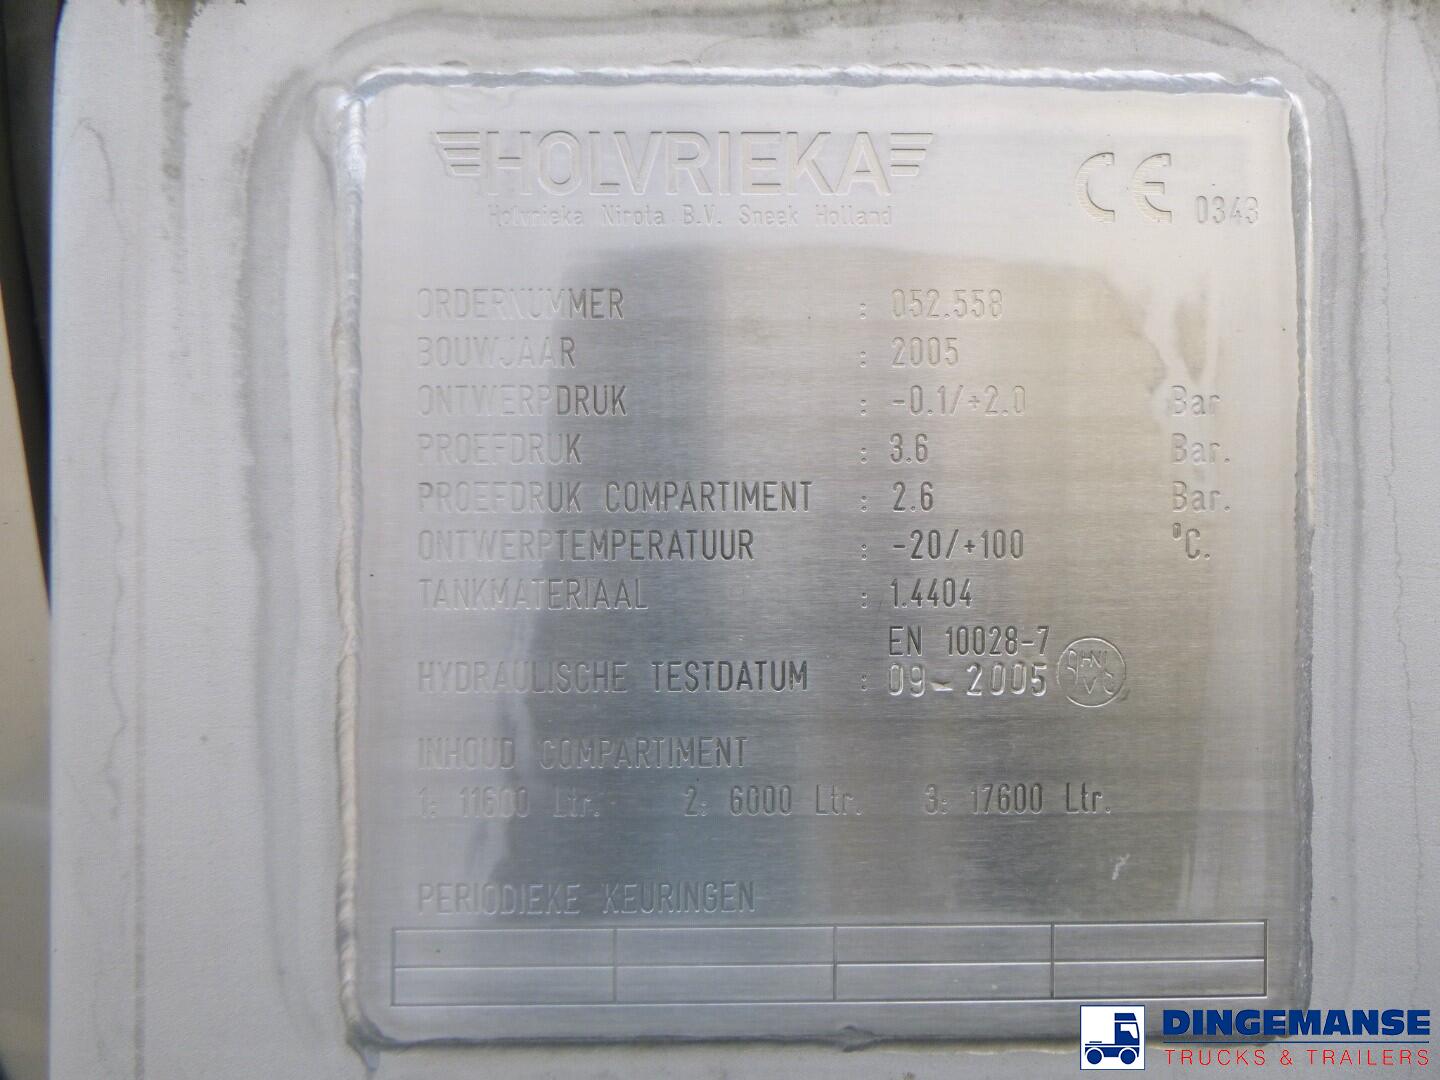 HOLVRIEKA
Holvrieka Nirota B.V. Sneek Holland
CE 0343
ORDERNUMMER : 052.558
BOUWJAAR : 2005
ONTWERPDRUK : -0.1/+2.0 Bar
PROEFDRUK : 3.6 Bar.
PROEFDRUK COMPARTIMENT : 2.6 Bar.
ONTWERPTEMPERATUUR : -20/+100 °C.
TANKMATERIAAL : 1.4404
EN 10028-7
HYDRAULISCHE TESTDATUM : 09-2005
INHOUD COMPARTIMENT
1: 11600 Ltr. 2: 6000 Ltr. 3: 17600 Ltr.
PERIODIEKE KEURINGEN
DINGEMANSE
TRUCKS & TRAILERS